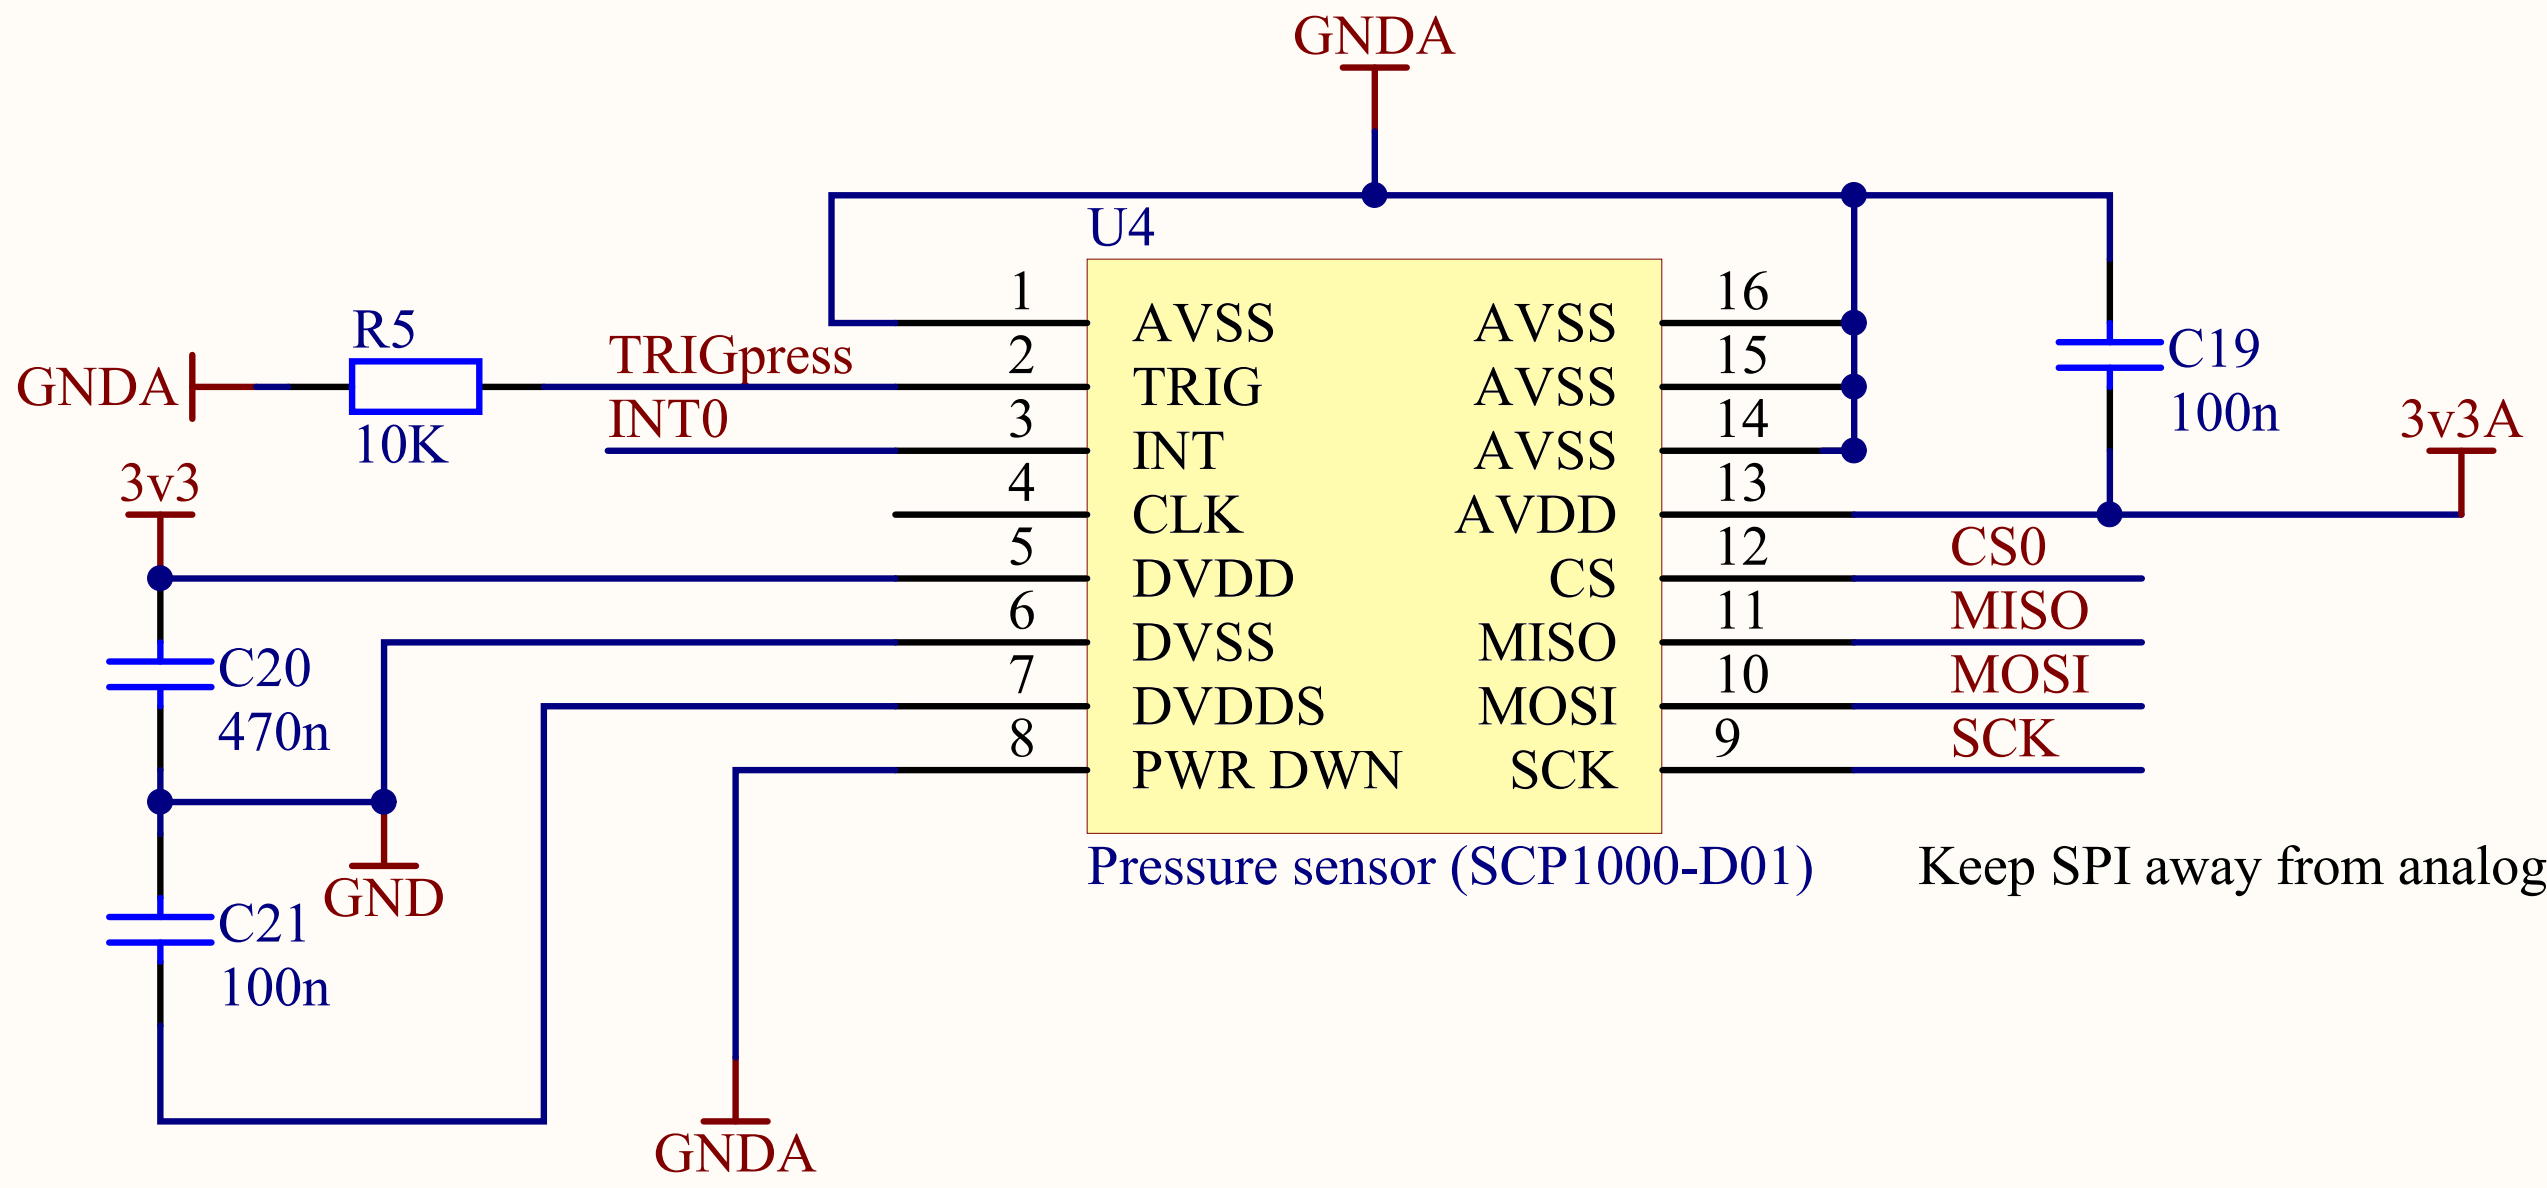 GNDA
U4
1
AVSS
AVSS
16
R5
TRIGpress
2
TRIG
AVSS
15
C19
GNDA
10K
INT0
3
INT
AVSS
14
100n
3v3A
3v3
4
CLK
AVDD
13
5
DVDD
CS
12
CS0
C20
6
DVSS
MISO
11
MISO
470n
7
DVDDS
MOSI
10
MOSI
8
PWR DWN
SCK
9
SCK
GND
Pressure sensor (SCP1000-D01)
Keep SPI away from analog
C21
100n
GNDA